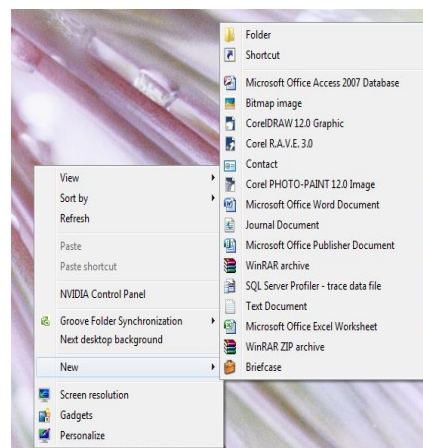 View
Sort by
Refresh
Paste
Paste shortcut
NVIDIA Control Panel
Groove Folder Synchronization
Next desktop background
New
Screen resolution
Gadgets
Personalize
Folder
Shortcut
Microsoft Office Access 2007 Database
Bitmap image
CorelDRAW 12.0 Graphic
Corel R.A.V.E. 3.0
Contact
Corel PHOTO-PAINT 12.0 Image
Microsoft Office Word Document
Journal Document
Microsoft Office Publisher Document
WinRAR archive
SQL Server Profiler - trace data file
Text Document
Microsoft Office Excel Worksheet
WinRAR ZIP archive
Briefcase